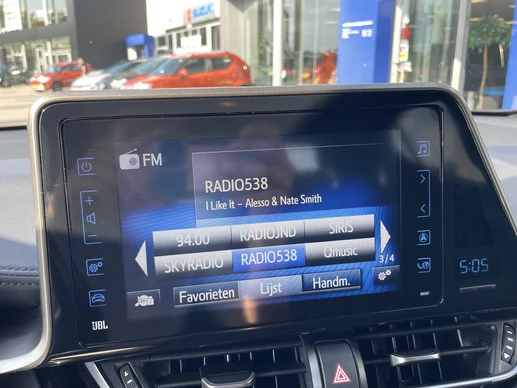 SUZUKI
FM
RADIO538
I Like It - Alesso & Nate Smith
94.00 RADIOJND SIRIS
SKYRADIO RADIO538 Qmusic
3/4
Favorieten Lijst Handm.
5:05
JBL